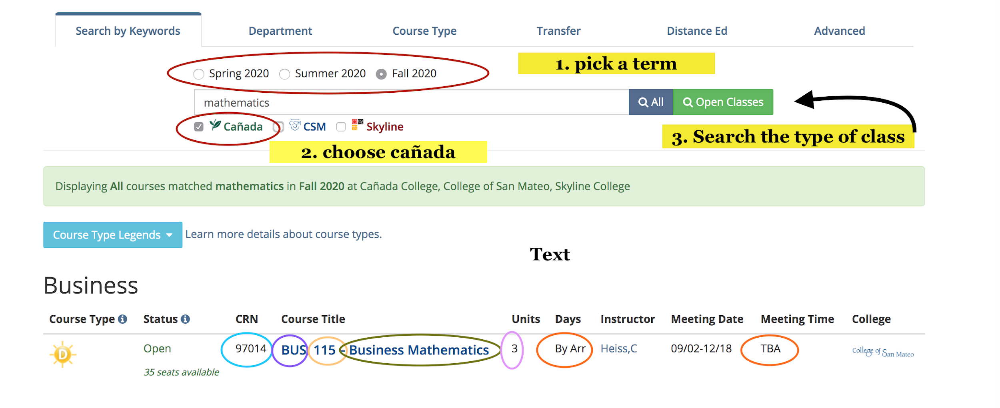 Search by Keywords Department Course Type Transfer Distance Ed Advanced
1. pick a term
Spring 2020 Summer 2020 Fall 2020
mathematics All Open Classes
Cañada CSM CSM Skyline
3. Search the type of class
2. choose cañada
Displaying All courses matched mathematics in Fall 2020 at Cañada College, College of San Mateo, Skyline College
Course Type Legends Learn more details about course types.
Text
Business
Course Type Status CRN Course Title Units Days Instructor Meeting Date Meeting Time College
D Open 97014 BUS 115 - Business Mathematics 3 By Arr Heiss,C 09/02-12/18 TBA College of San Mateo
35 seats available